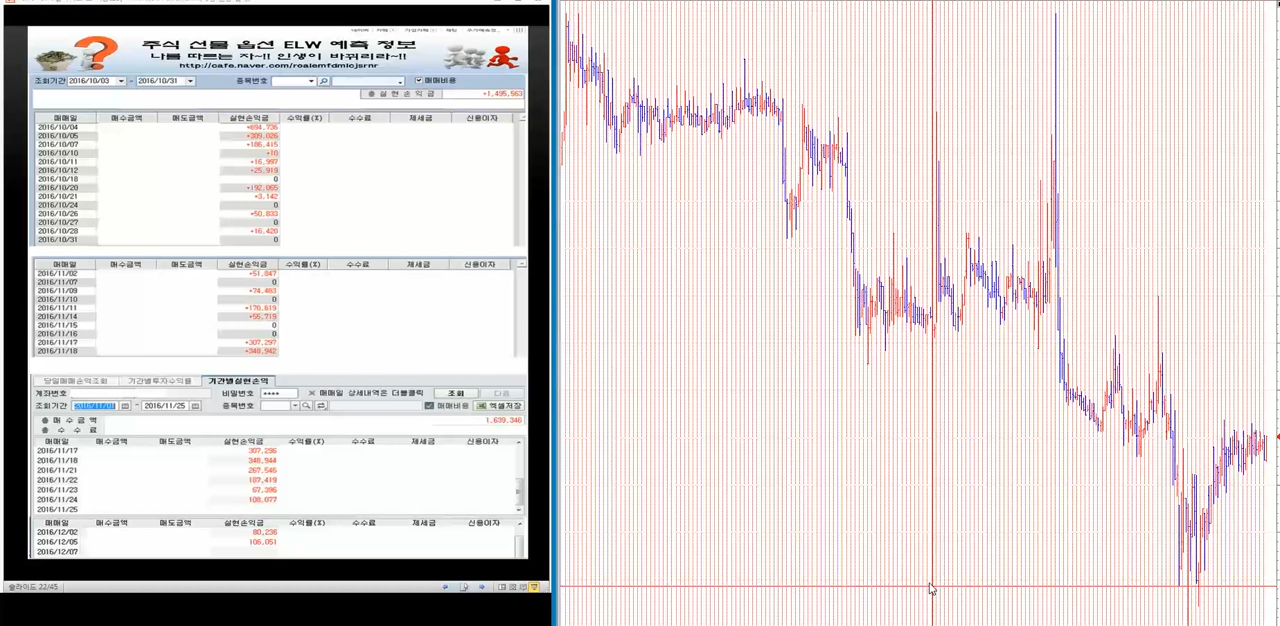 주식 선물 옵션 ELW 예측 정보
나를 따르는 자~!! 인생이 바뀌리라~!!
http://cafe.naver.com/roalemfdmlcjsrnr
조회기간 2016/10/03 - 2016/10/31 종목번호 매매비용
총실현손익금 +1,495,563
매매일 매수금액 매도금액 실현손익금 수익률(%) 수수료 제세금 신용이자
2016/10/04 +694,736
2016/10/05 +309,026
2016/10/07 +186,415
2016/10/10 +10
2016/10/11 +16,997
2016/10/12 +25,919
2016/10/18 0
2016/10/20 +192,065
2016/10/21 +3,142
2016/10/24 0
2016/10/26 +50,833
2016/10/27 0
2016/10/28 +16,420
2016/10/31 0
매매일 매수금액 매도금액 실현손익금 수익률(%) 수수료 제세금 신용이자
2016/11/02 +51,847
2016/11/07 0
2016/11/09 +74,463
2016/11/10 0
2016/11/11 +170,619
2016/11/14 +55,719
2016/11/15 0
2016/11/16 0
2016/11/17 +307,297
2016/11/18 +348,942
당일매매손익조회 기간별투자수익률 기간별실현손익
계좌번호 비밀번호 **** ×매매일 상세내역은 더블클릭 조회 다음
조회기간 2016/11/01 - 2016/11/25 종목번호 매매비용 엑셀저장
총매수금액 1,639,346
총수수료
매매일 매수금액 매도금액 실현손익금 수익률(%) 수수료 제세금 신용이자
2016/11/17 307,296
2016/11/18 348,944
2016/11/21 267,546
2016/11/22 187,419
2016/11/23 67,396
2016/11/24 108,077
2016/11/25
매매일 매수금액 매도금액 실현손익금 수익률(%) 수수료 제세금 신용이자
2016/12/02 80,236
2016/12/05 106,051
2016/12/07
슬라이드 22/45